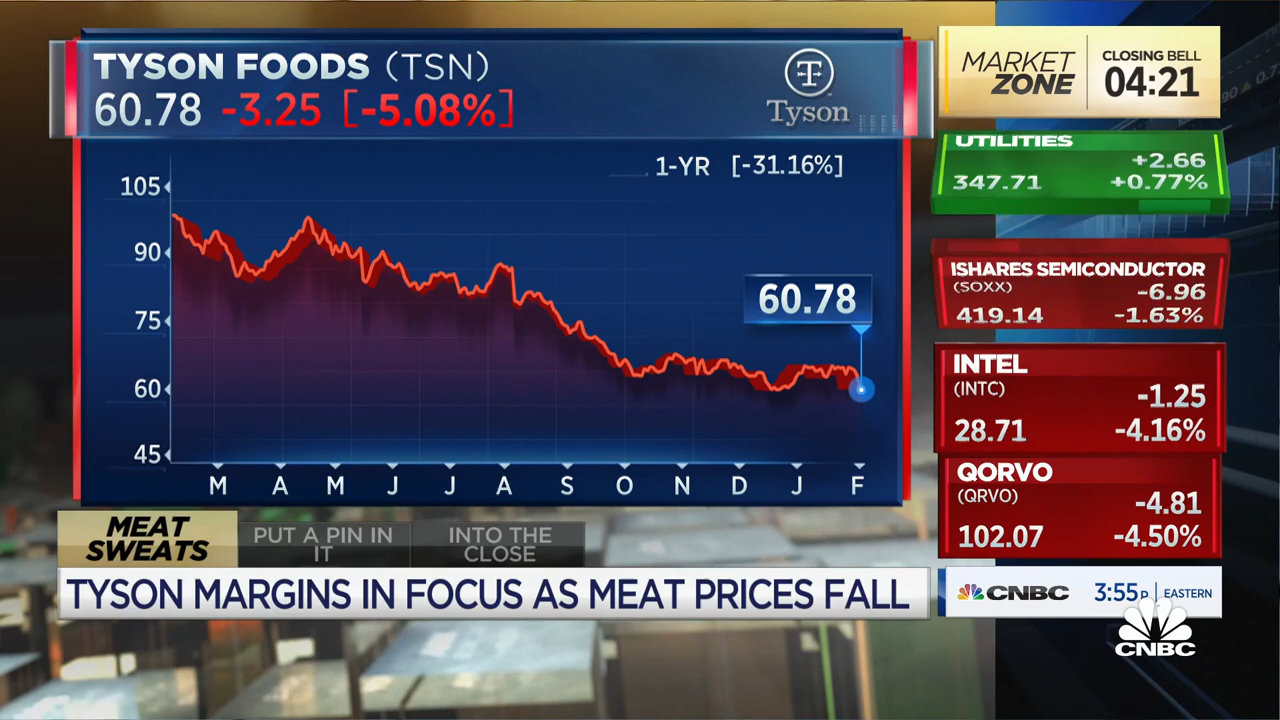 TYSON FOODS (TSN)
60.78 -3.25 [-5.08%]
Tyson
1-YR [-31.16%]
105
90
75
60
45
60.78
M A M J J A S O N D J F
MEAT
SWEATS
PUT A PIN IN
IT
INTO THE
CLOSE
TYSON MARGINS IN FOCUS AS MEAT PRICES FALL
MARKET
ZONE
CLOSING BELL
04:21
UTILITIES
+2.66
347.71 +0.77%
ISHARES SEMICONDUCTOR
(SOXX) -6.96
419.14 -1.63%
INTEL
(INTC) -1.25
28.71 -4.16%
QORVO
(QRVO) -4.81
102.07 -4.50%
CNBC 3:55P EASTERN
CNBC